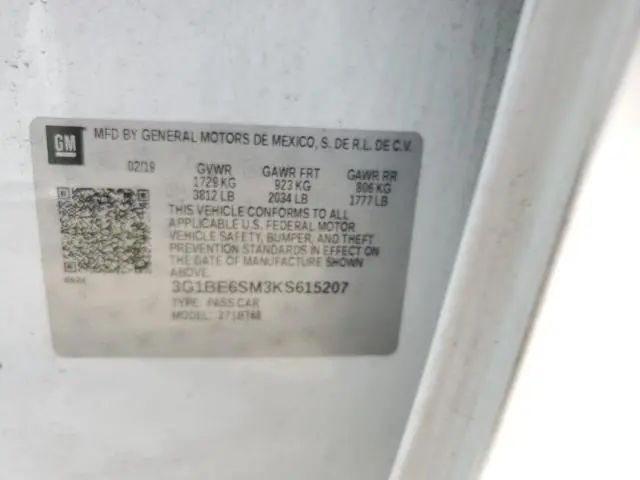 GM
MFD BY GENERAL MOTORS DE MEXICO, S. DE R.L. DE C.V.
02/19 GVWR GAWR FRT GAWR RR
1729 KG 923 KG 806 KG
3812 LB 2034 LB 1777 LB
THIS VEHICLE CONFORMS TO ALL
APPLICABLE U.S. FEDERAL MOTOR
VEHICLE SAFETY, BUMPER, AND THEFT
PREVENTION STANDARDS IN EFFECT ON
THE DATE OF MANUFACTURE SHOWN
ABOVE.
3G1BE6SM3KS615207
TYPE: PASS CAR
MODEL: